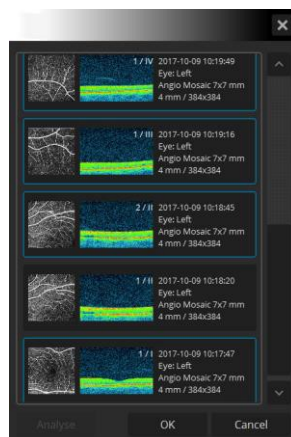 1 / IV 2017-10-09 10:19:49
Eye: Left
Angio Mosaic 7x7 mm
4 mm / 384x384
1 / III 2017-10-09 10:19:16
Eye: Left
Angio Mosaic 7x7 mm
4 mm / 384x384
2 / II 2017-10-09 10:18:45
Eye: Left
Angio Mosaic 7x7 mm
4 mm / 384x384
1 / II 2017-10-09 10:18:20
Eye: Left
Angio Mosaic 7x7 mm
4 mm / 384x384
1 / I 2017-10-09 10:17:47
Eye: Left
Angio Mosaic 7x7 mm
4 mm / 384x384
Analyse OK Cancel